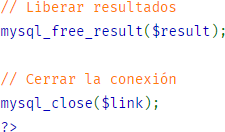 // Liberar resultados
mysql_free_result($result);

// Cerrar la conexión
mysql_close($link);
?>